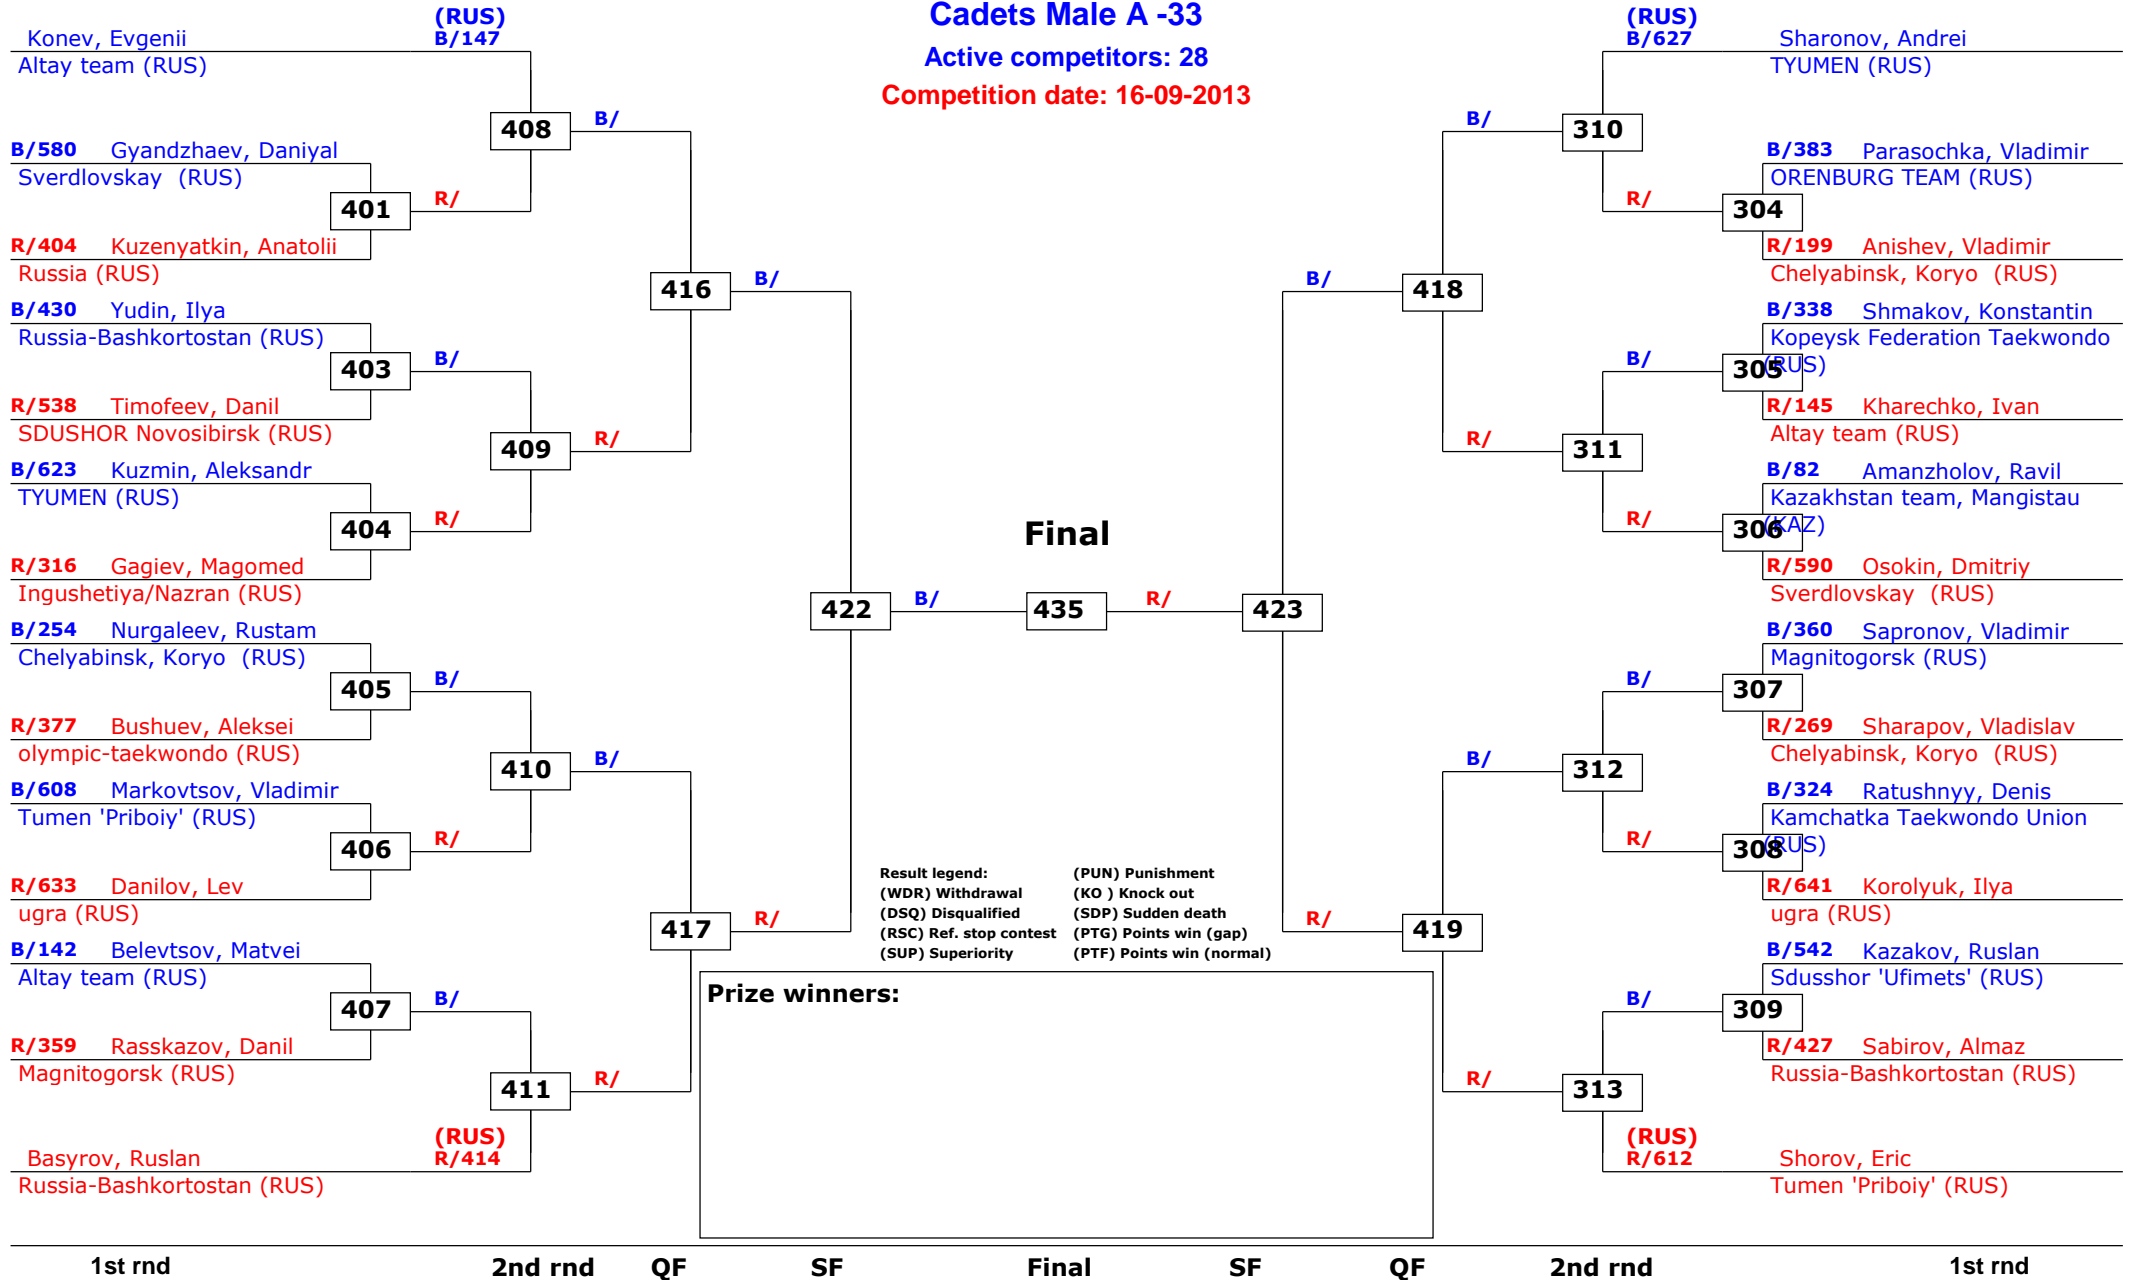 Cadets Male A -33
Active competitors: 28
Competition date: 16-09-2013
(RUS)
Konev, Evgenii B/147
Altay team (RUS)
408 B/
B/580 Gyandzhaev, Daniyal
Sverdlovskay (RUS)
401 R/
R/404 Kuzenyatkin, Anatolii
Russia (RUS)
416 B/
B/430 Yudin, Ilya
Russia-Bashkortostan (RUS)
403 B/
R/538 Timofeev, Danil
SDUSHOR Novosibirsk (RUS)
409 R/
B/623 Kuzmin, Aleksandr
TYUMEN (RUS)
404 R/
R/316 Gagiev, Magomed
Ingushetiya/Nazran (RUS)
422 B/
B/254 Nurgaleev, Rustam
Chelyabinsk, Koryo (RUS)
405 B/
R/377 Bushuev, Aleksei
olympic-taekwondo (RUS)
410 B/
B/608 Markovtsov, Vladimir
Tumen 'Priboiy' (RUS)
406 R/
R/633 Danilov, Lev
ugra (RUS)
417 R/
B/142 Belevtsov, Matvei
Altay team (RUS)
407 B/
R/359 Rasskazov, Danil
Magnitogorsk (RUS)
411 R/
(RUS)
Basyrov, Ruslan R/414
Russia-Bashkortostan (RUS)
Final
435
(RUS)
B/627 Sharonov, Andrei
TYUMEN (RUS)
B/ 310
B/383 Parasochka, Vladimir
ORENBURG TEAM (RUS)
R/ 304
R/199 Anishev, Vladimir
Chelyabinsk, Koryo (RUS)
B/ 418
B/338 Shmakov, Konstantin
Kopeysk Federation Taekwondo
(RUS)
B/ 305
R/145 Kharechko, Ivan
Altay team (RUS)
R/ 311
B/82 Amanzholov, Ravil
Kazakhstan team, Mangistau
(KAZ)
R/ 306
R/590 Osokin, Dmitriy
Sverdlovskay (RUS)
R/ 423
B/360 Sapronov, Vladimir
Magnitogorsk (RUS)
B/ 307
R/269 Sharapov, Vladislav
Chelyabinsk, Koryo (RUS)
B/ 312
B/324 Ratushnyy, Denis
Kamchatka Taekwondo Union
(RUS)
R/ 308
R/641 Korolyuk, Ilya
ugra (RUS)
R/ 419
B/542 Kazakov, Ruslan
Sdusshor 'Ufimets' (RUS)
B/ 309
R/427 Sabirov, Almaz
Russia-Bashkortostan (RUS)
R/ 313
(RUS)
R/612 Shorov, Eric
Tumen 'Priboiy' (RUS)
Result legend: (PUN) Punishment
(WDR) Withdrawal (KO ) Knock out
(DSQ) Disqualified (SDP) Sudden death
(RSC) Ref. stop contest (PTG) Points win (gap)
(SUP) Superiority (PTF) Points win (normal)
Prize winners:
1st rnd 2nd rnd QF SF Final SF QF 2nd rnd 1st rnd